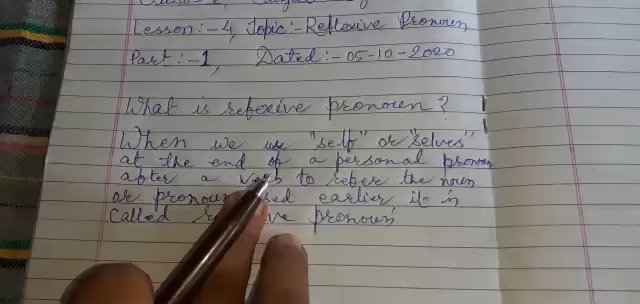 Lesson:-4, Topic:- Reflexive Pronoun
Part:-1, Dated:-05-10-2020
What is reflexive pronoun?
When we use "self" or "selves"
at the end of a personal pronoun
after a verb to refer the noun
or pronoun used earlier it is
called pronoun